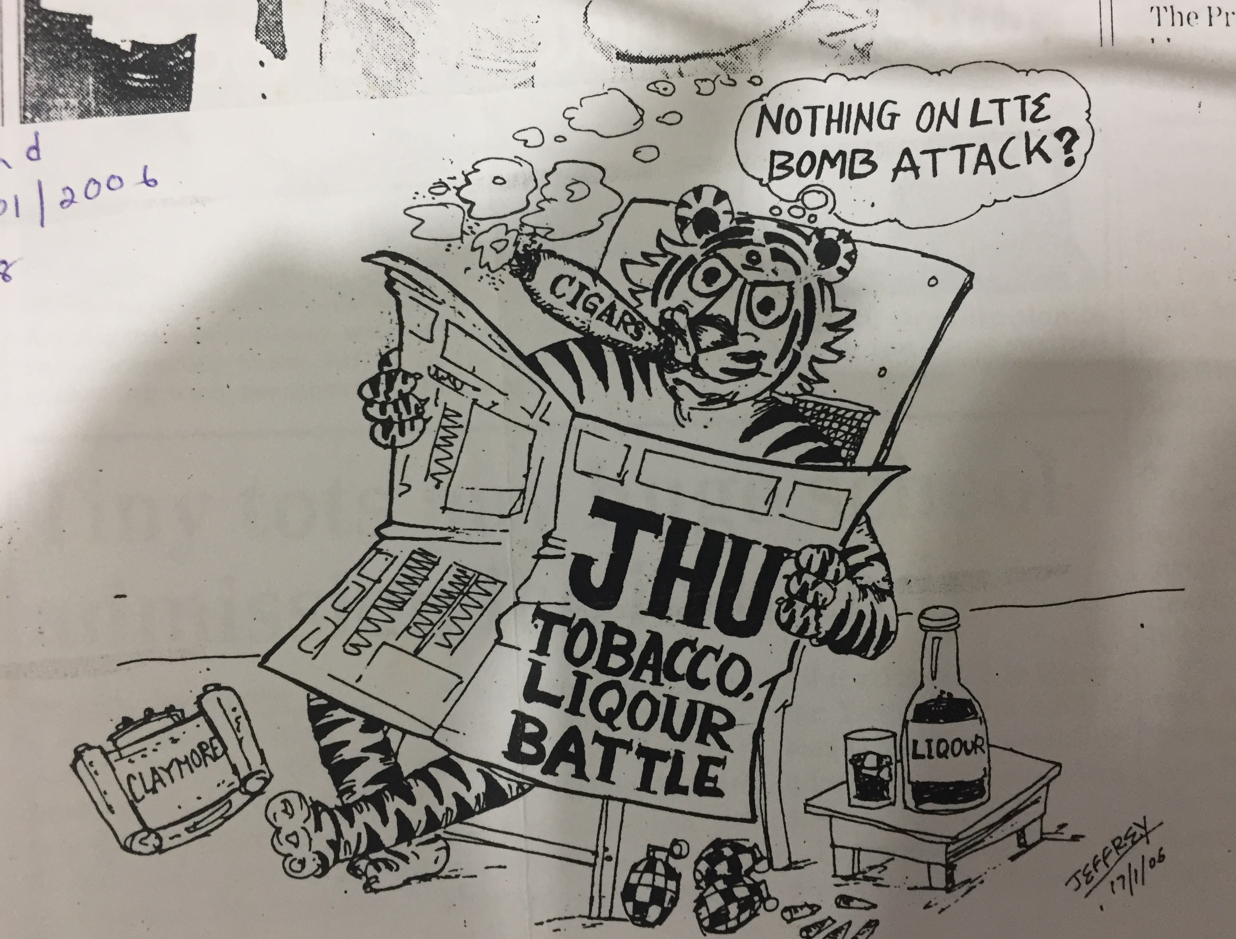 The Pr
d
01/2006
8
NOTHING ON LTTE
BOMB ATTACK?
CIGARS
JHU
TOBACCO,
LIQOUR
BATTLE
CLAYMORE
LIQOUR
JEFFREY
17/1/06